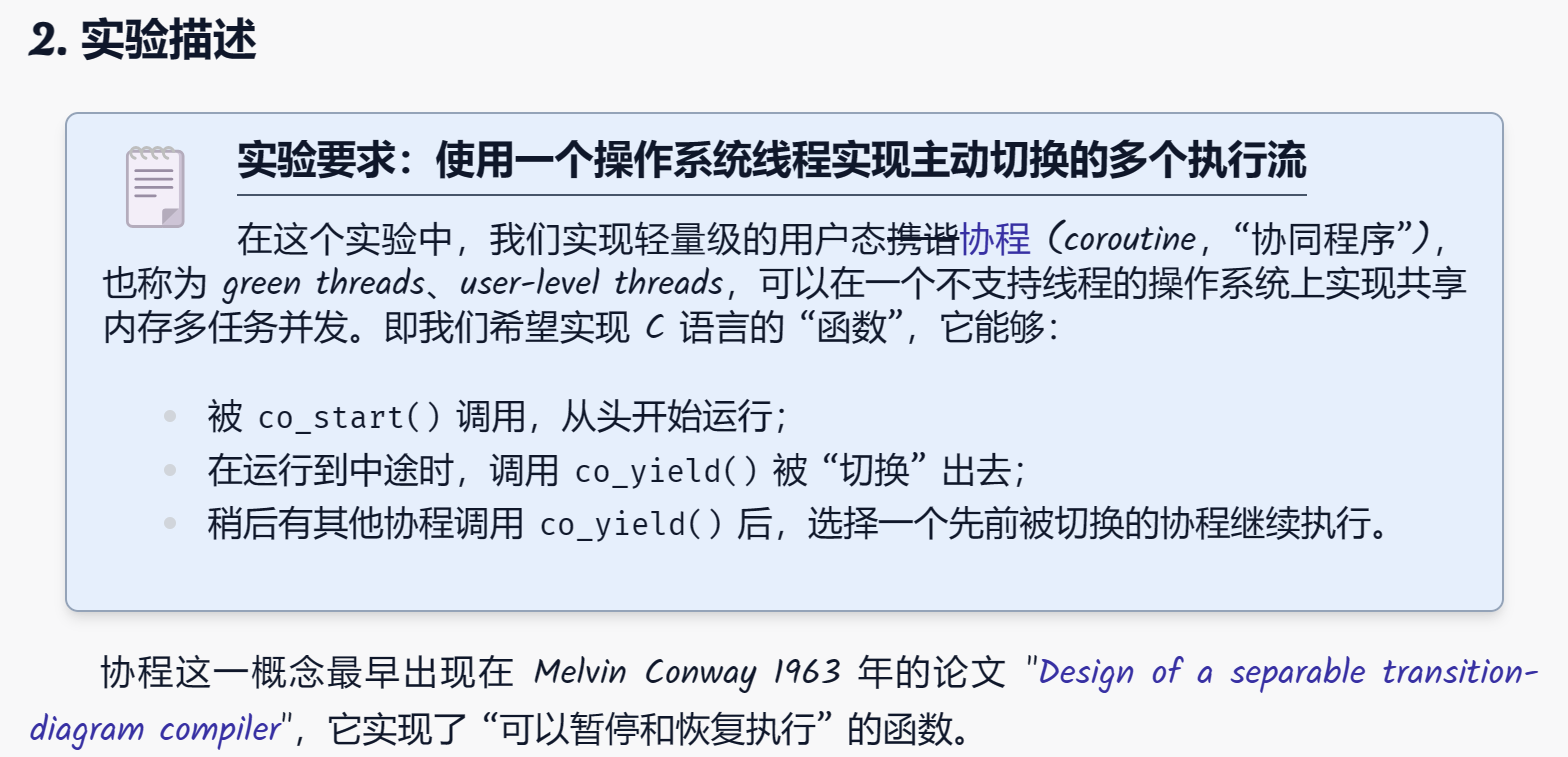 2. 实验描述
实验要求：使用一个操作系统线程实现主动切换的多个执行流
在这个实验中，我们实现轻量级的用户态携谐协程 (coroutine，“协同程序”)，
也称为 green threads、user-level threads，可以在一个不支持线程的操作系统上实现共享
内存多任务并发。即我们希望实现 C 语言的 “函数”，它能够：
被 co_start() 调用，从头开始运行；
在运行到中途时，调用 co_yield() 被 “切换” 出去；
稍后有其他协程调用 co_yield() 后，选择一个先前被切换的协程继续执行。
协程这一概念最早出现在 Melvin Conway 1963 年的论文 "Design of a separable transition-
diagram compiler"，它实现了 “可以暂停和恢复执行” 的函数。